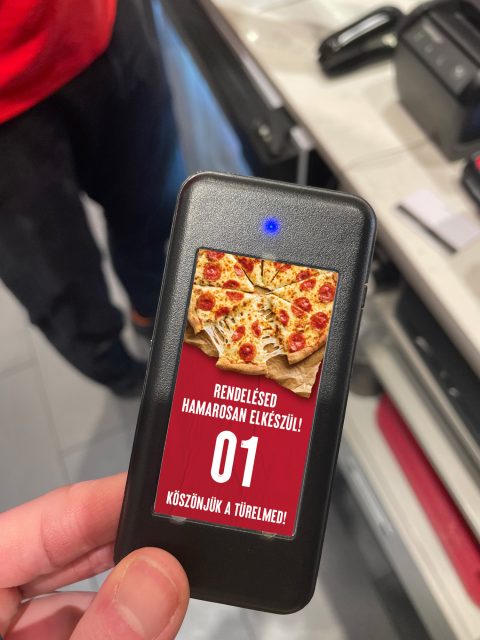 RENDELÉSED
HAMAROSAN ELKÉSZÜL!
01
KÖSZÖNJÜK A TÜRELMED!